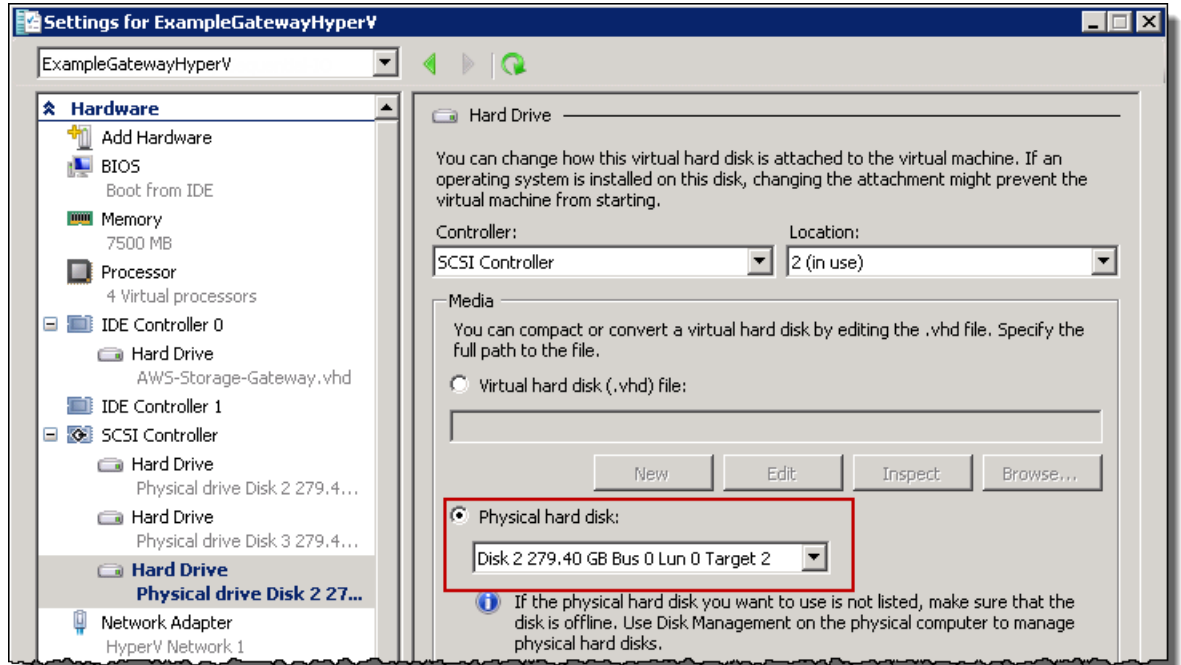 Settings for ExampleGatewayHyperV
ExampleGatewayHyperV
Hardware
Add Hardware
BIOS
Boot from IDE
Memory
7500 MB
Processor
4 Virtual processors
IDE Controller 0
Hard Drive
AWS-Storage-Gateway.vhd
IDE Controller 1
SCSI Controller
Hard Drive
Physical drive Disk 2 279.4...
Hard Drive
Physical drive Disk 3 279.4...
Hard Drive
Physical drive Disk 2 27...
Network Adapter
HyperV Network 1
Hard Drive
You can change how this virtual hard disk is attached to the virtual machine. If an
operating system is installed on this disk, changing the attachment might prevent the
virtual machine from starting.
Controller:
Location:
SCSI Controller
2 (in use)
Media
You can compact or convert a virtual hard disk by editing the .vhd file. Specify the
full path to the file.
Virtual hard disk (.vhd) file:
New
Edit
Inspect
Browse...
Physical hard disk:
Disk 2 279.40 GB Bus 0 Lun 0 Target 2
If the physical hard disk you want to use is not listed, make sure that the
disk is offline. Use Disk Management on the physical computer to manage
physical hard disks.